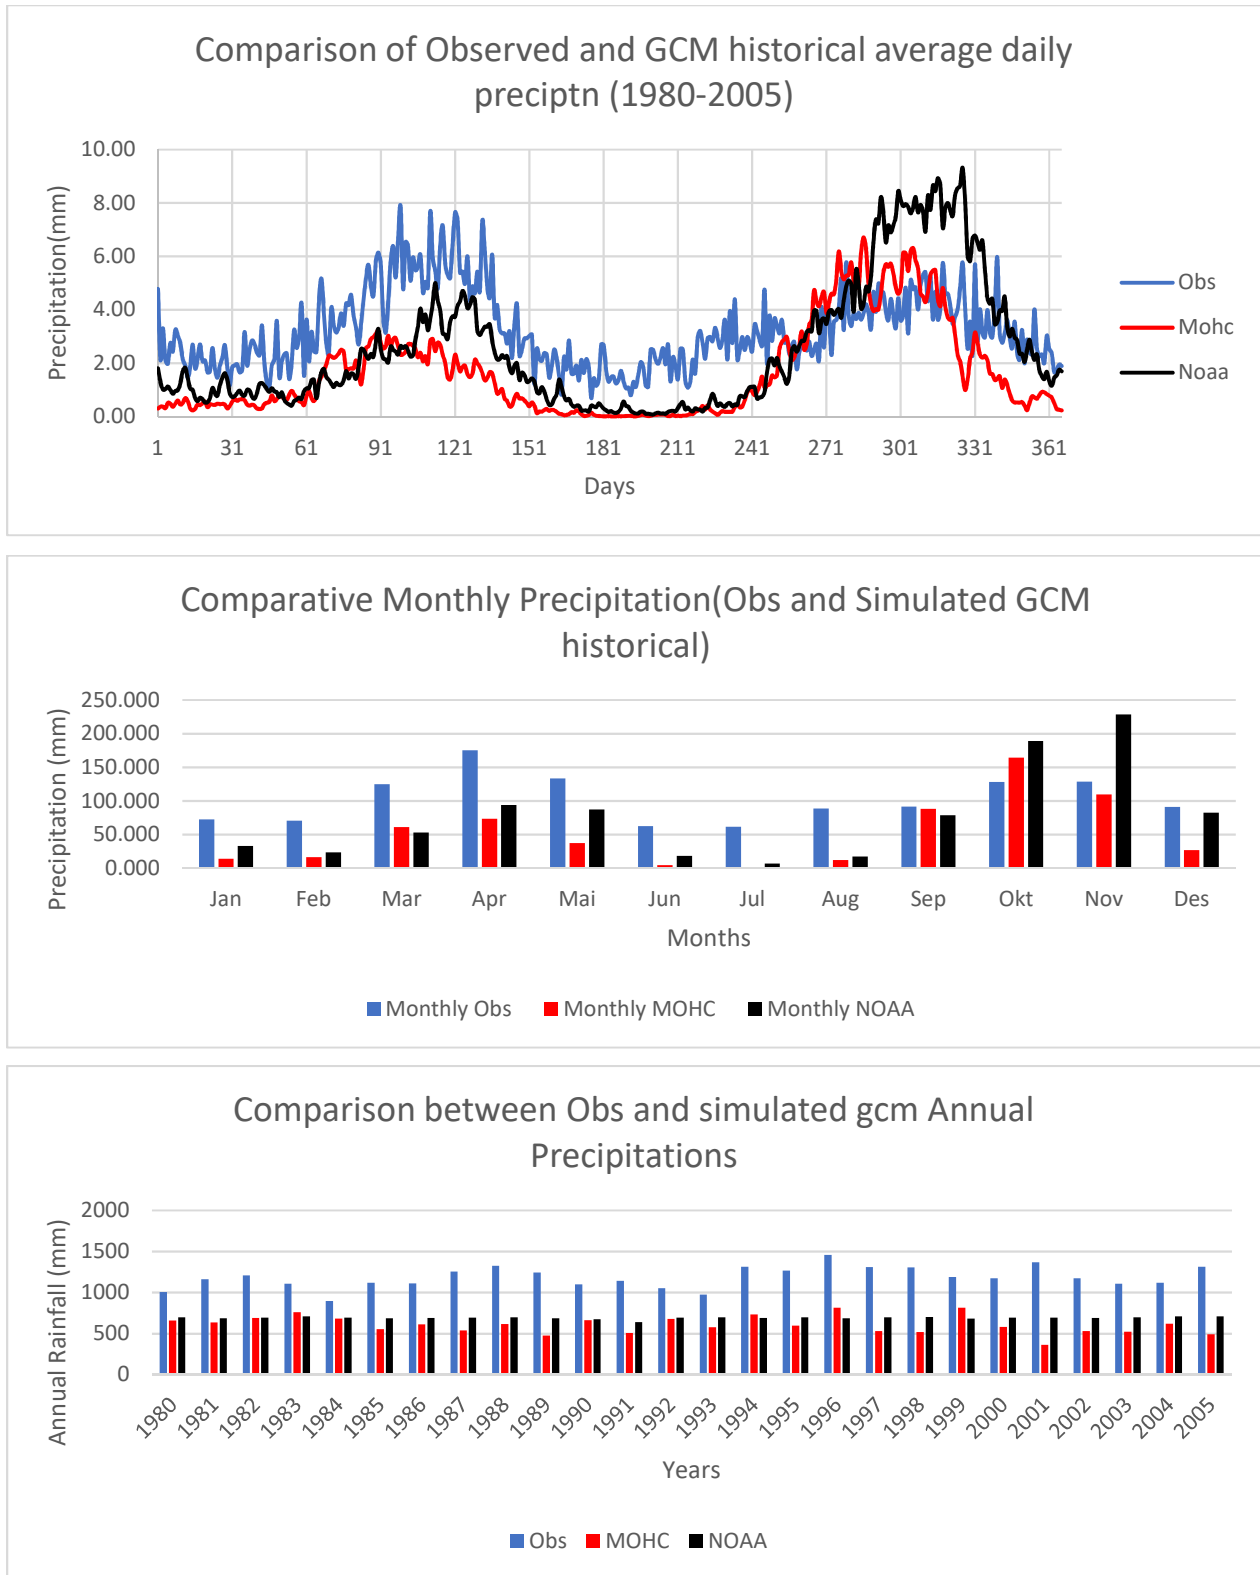 Comparison of Observed and GCM historical average daily
preciptn (1980-2005)
Precipitation(mm)
10.00
8.00
6.00
4.00
2.00
0.00
1 31 61 91 121 151 181 211 241 271 301 331 361
Days
Obs
Mohc
Noaa
Comparative Monthly Precipitation(Obs and Simulated GCM
historical)
Precipitation (mm)
250.000
200.000
150.000
100.000
50.000
0.000
Jan Feb Mar Apr Mai Jun Jul Aug Sep Okt Nov Des
Months
Monthly Obs Monthly MOHC Monthly NOAA
Comparison between Obs and simulated gcm Annual
Precipitations
Annual Rainfall (mm)
2000
1500
1000
500
0
1980 1981 1982 1983 1984 1985 1986 1987 1988 1989 1990 1991 1992 1993 1994 1995 1996 1997 1998 1999 2000 2001 2002 2003 2004 2005
Years
Obs MOHC NOAA